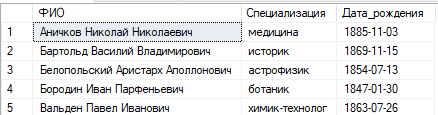 ФИО Специализация Дата_рождения
1 Аничков Николай Николаевич медицина 1885-11-03
2 Бартольд Василий Владимирович историк 1869-11-15
3 Белопольский Аристарх Аполлонович астрофизик 1854-07-13
4 Бородин Иван Парфеньевич ботаник 1847-01-30
5 Вальден Павел Иванович химик-технолог 1863-07-26